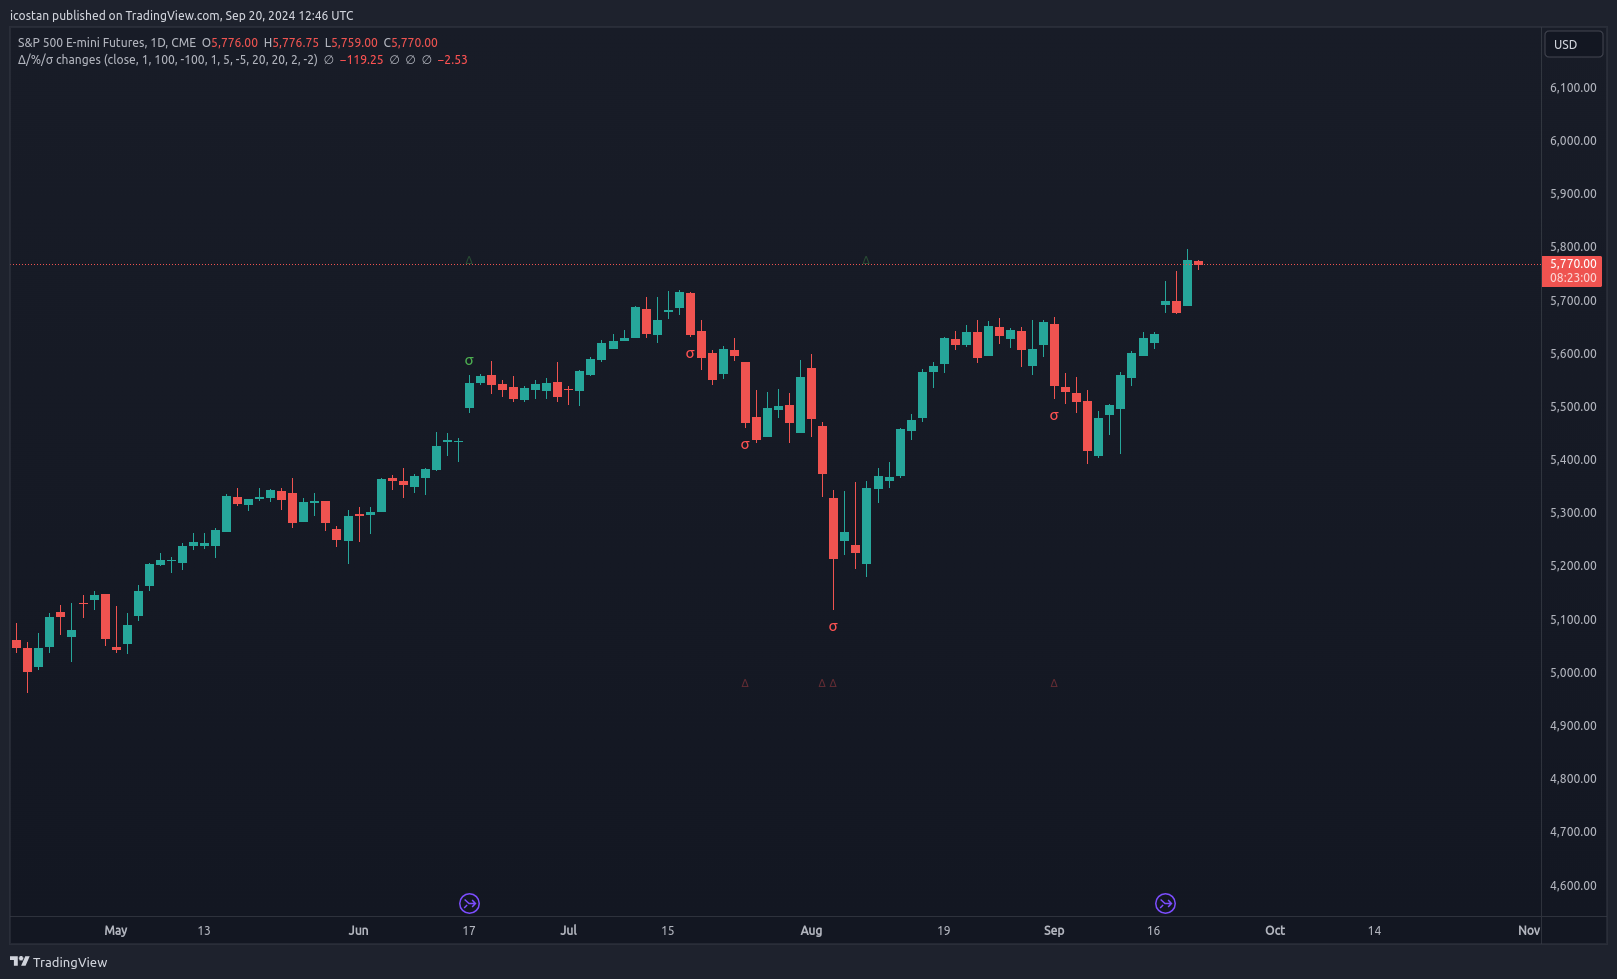 icostan published on TradingView.com, Sep 20, 2024 12:46 UTC
S&P 500 E-mini Futures, 1D, CME O5,776.00 H5,776.75 L5,759.00 C5,770.00
Δ/%/σ changes (close, 1, 100, -100, 1, 5, -5, 20, 20, 2, -2) ∅ −119.25 ∅ ∅ ∅ −2.53
USD
6,100.00
6,000.00
5,900.00
5,800.00
Δ Δ
5,770.00
08:23:00
5,700.00
5,600.00
σ
σ
5,500.00
σ
σ
5,400.00
5,300.00
5,200.00
5,100.00
σ
5,000.00
Δ Δ Δ Δ
4,900.00
4,800.00
4,700.00
4,600.00
May 13 Jun 17 Jul 15 Aug 19 Sep 16 Oct 14 Nov
TradingView